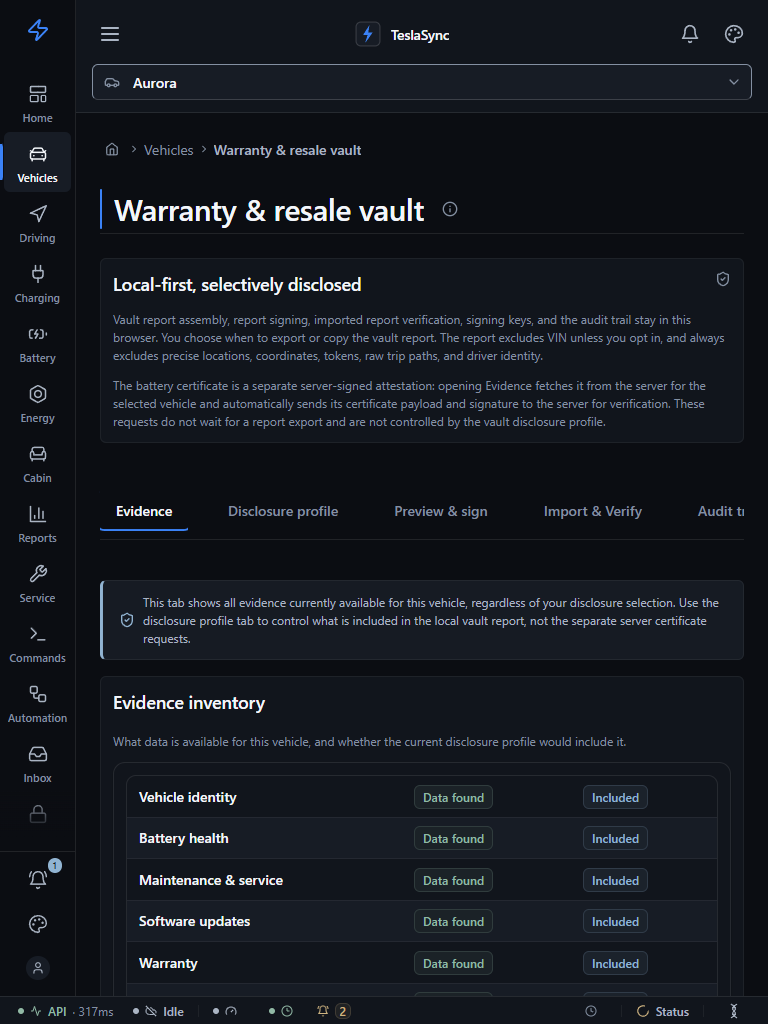 TeslaSync
Aurora
Home
Vehicles
Driving
Charging
Battery
Energy
Cabin
Reports
Service
Commands
Automation
Inbox
1
Vehicles
Warranty & resale vault
Warranty & resale vault
Local-first, selectively disclosed
Vault report assembly, report signing, imported report verification, signing keys, and the audit trail stay in this
browser. You choose when to export or copy the vault report. The report excludes VIN unless you opt in, and always
excludes precise locations, coordinates, tokens, raw trip paths, and driver identity.
The battery certificate is a separate server-signed attestation: opening Evidence fetches it from the server for the
selected vehicle and automatically sends its certificate payload and signature to the server for verification. These
requests do not wait for a report export and are not controlled by the vault disclosure profile.
Evidence Disclosure profile Preview & sign Import & Verify Audit tr
This tab shows all evidence currently available for this vehicle, regardless of your disclosure selection. Use the
disclosure profile tab to control what is included in the local vault report, not the separate server certificate
requests.
Evidence inventory
What data is available for this vehicle, and whether the current disclosure profile would include it.
Vehicle identity Data found Included
Battery health Data found Included
Maintenance & service Data found Included
Software updates Data found Included
Warranty Data found Included
API · 317ms Idle 2 Status